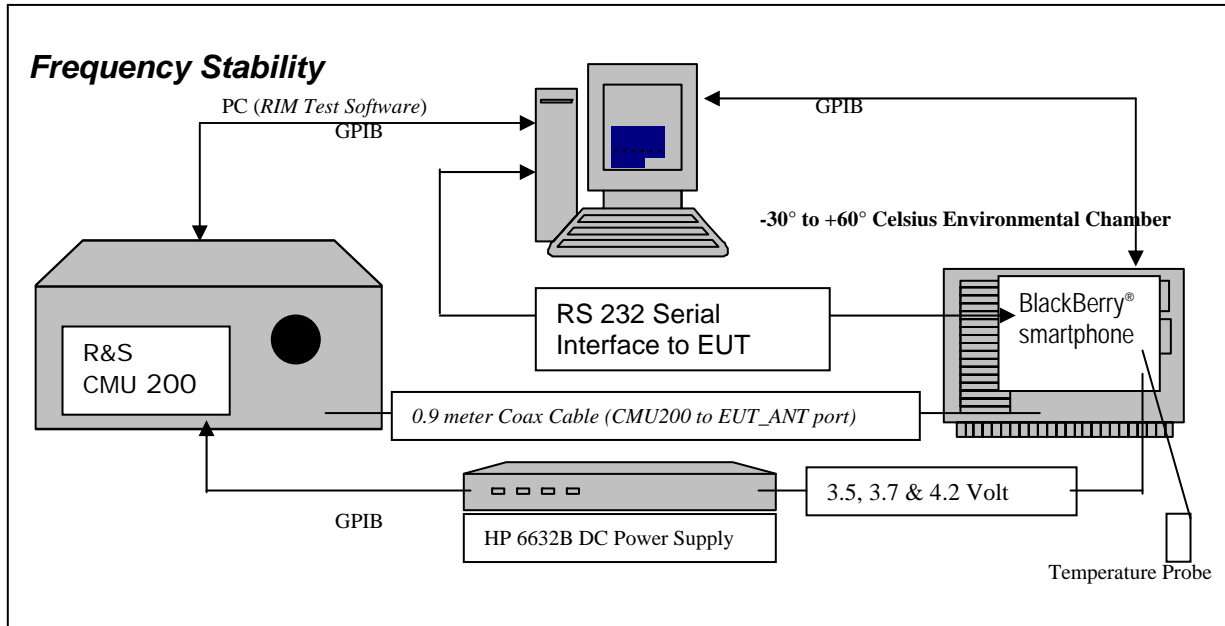 Frequency Stability
PC (RIM Test Software)
GPIB
GPIB
-30° to +60° Celsius Environmental Chamber
RS 232 Serial
Interface to EUT
BlackBerry®
smartphone
R&S
CMU 200
0.9 meter Coax Cable (CMU200 to EUT_ANT port)
3.5, 3.7 & 4.2 Volt
GPIB
HP 6632B DC Power Supply
Temperature Probe